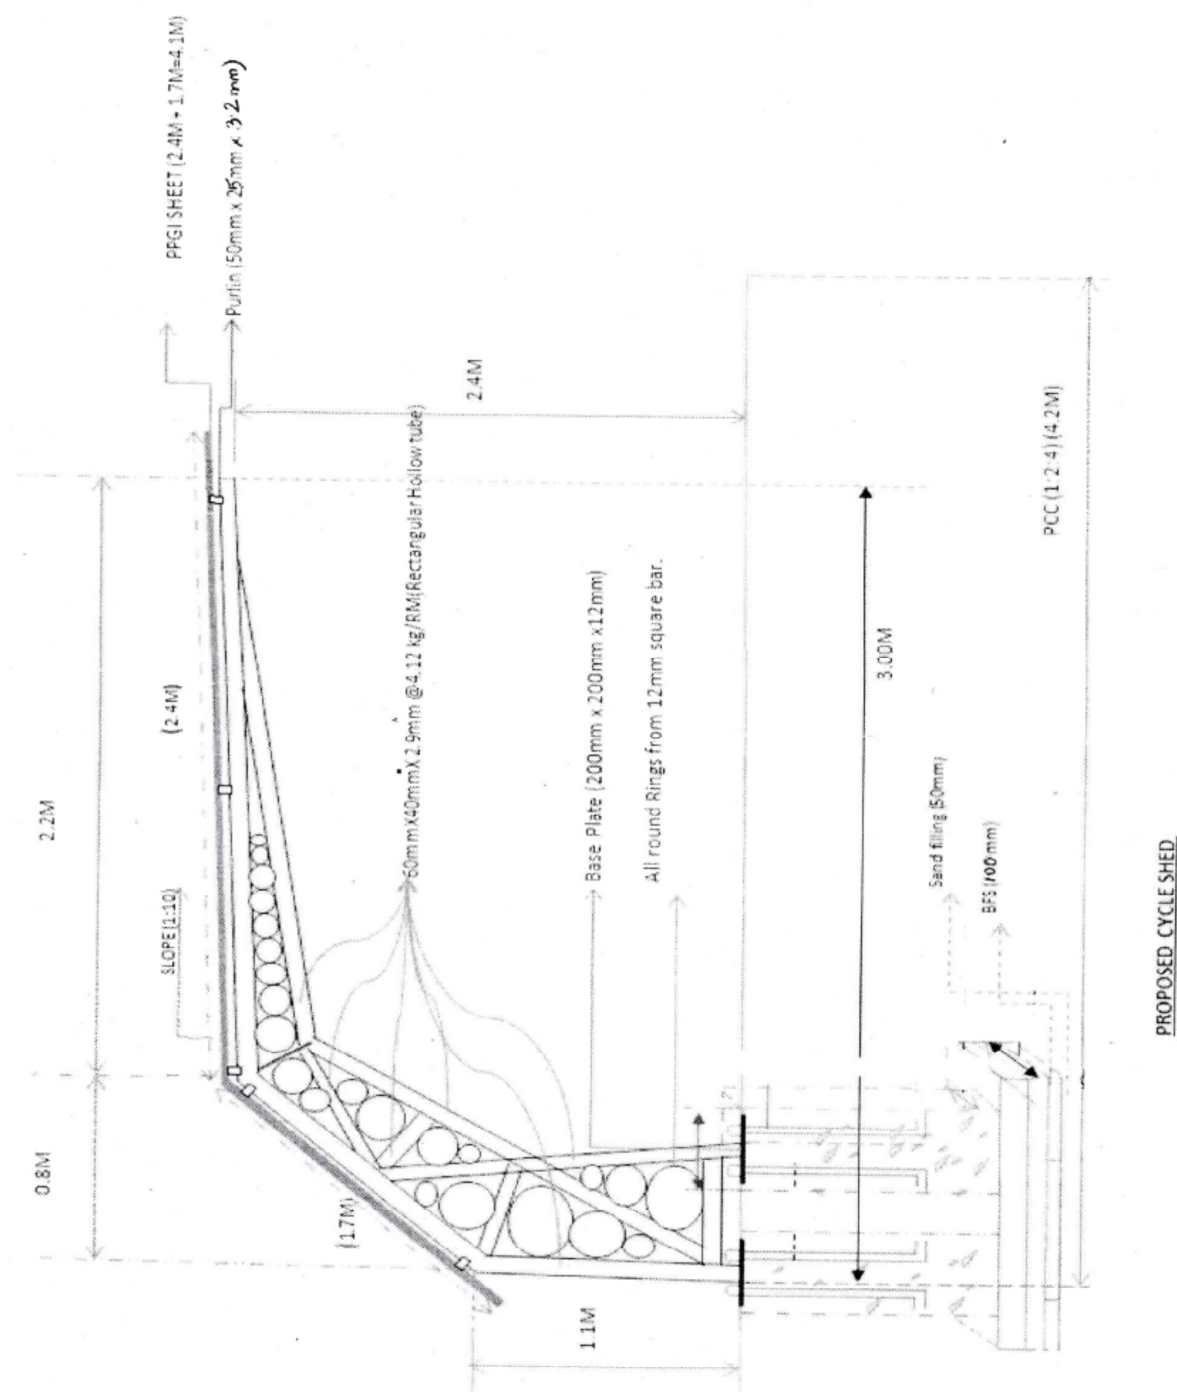 PPGI SHEET (2.4M + 1.7M=4.1M)
Purlin (50mm x 25mm x 3.2mm)
2.4M
2.2M
(2.4M)
SLOPE(1:10)
60mmX40mmX 2.9mm @4.12 kg/RM(Rectangular Hollow tube)
Base Plate (200mm x 200mm x12mm)
All round Rings from 12mm square bar.
3.00M
PCC (1:2:4) (4.2M)
Sand filling (50mm)
BFS (100mm)
0.8M
(1.7M)
1.1M
PROPOSED CYCLE SHED